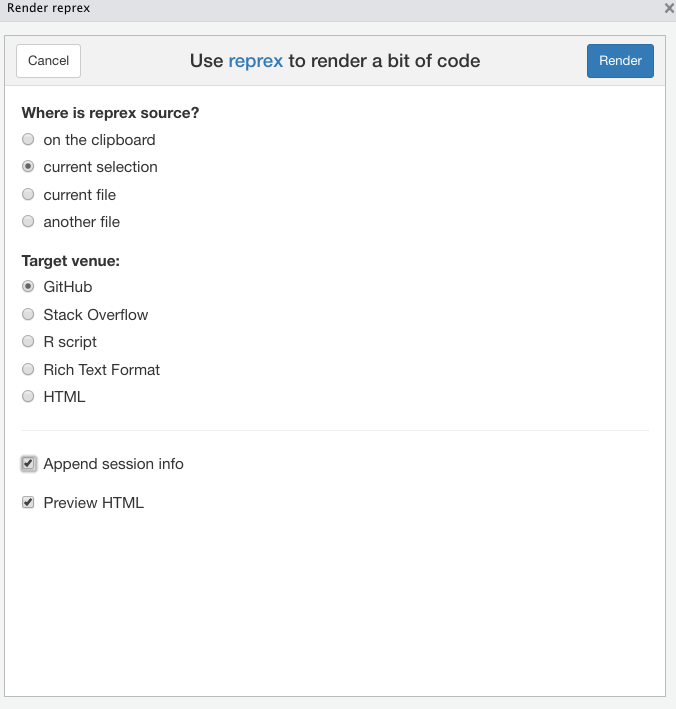 Render reprex
Cancel
Use reprex to render a bit of code
Render
Where is reprex source?
on the clipboard
current selection
current file
another file
Target venue:
GitHub
Stack Overflow
R script
Rich Text Format
HTML
Append session info
Preview HTML